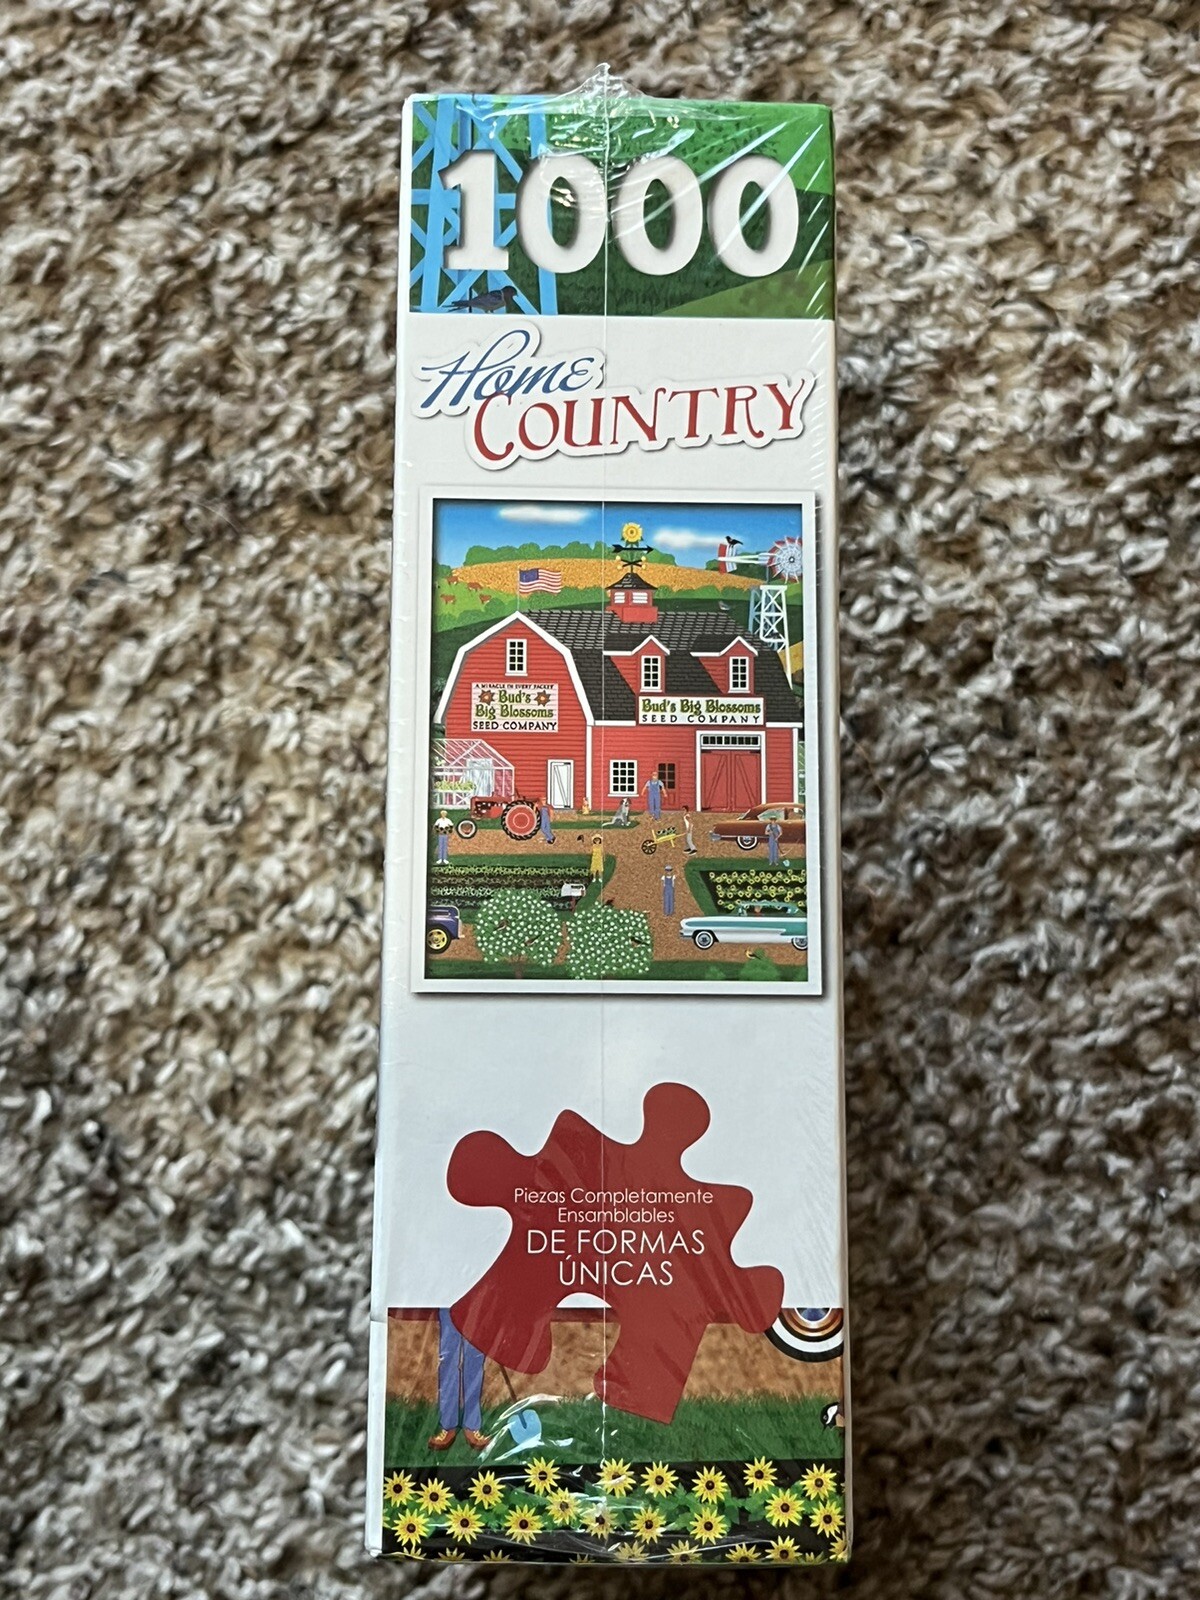 1000
Home
COUNTRY
A MIRACLE IN EVERY PACKET
Bud's
Big Blossoms
SEED COMPANY
Bud's Big Blossoms
SEED COMPANY
Piezas Completamente
Ensamblables
DE FORMAS
ÚNICAS